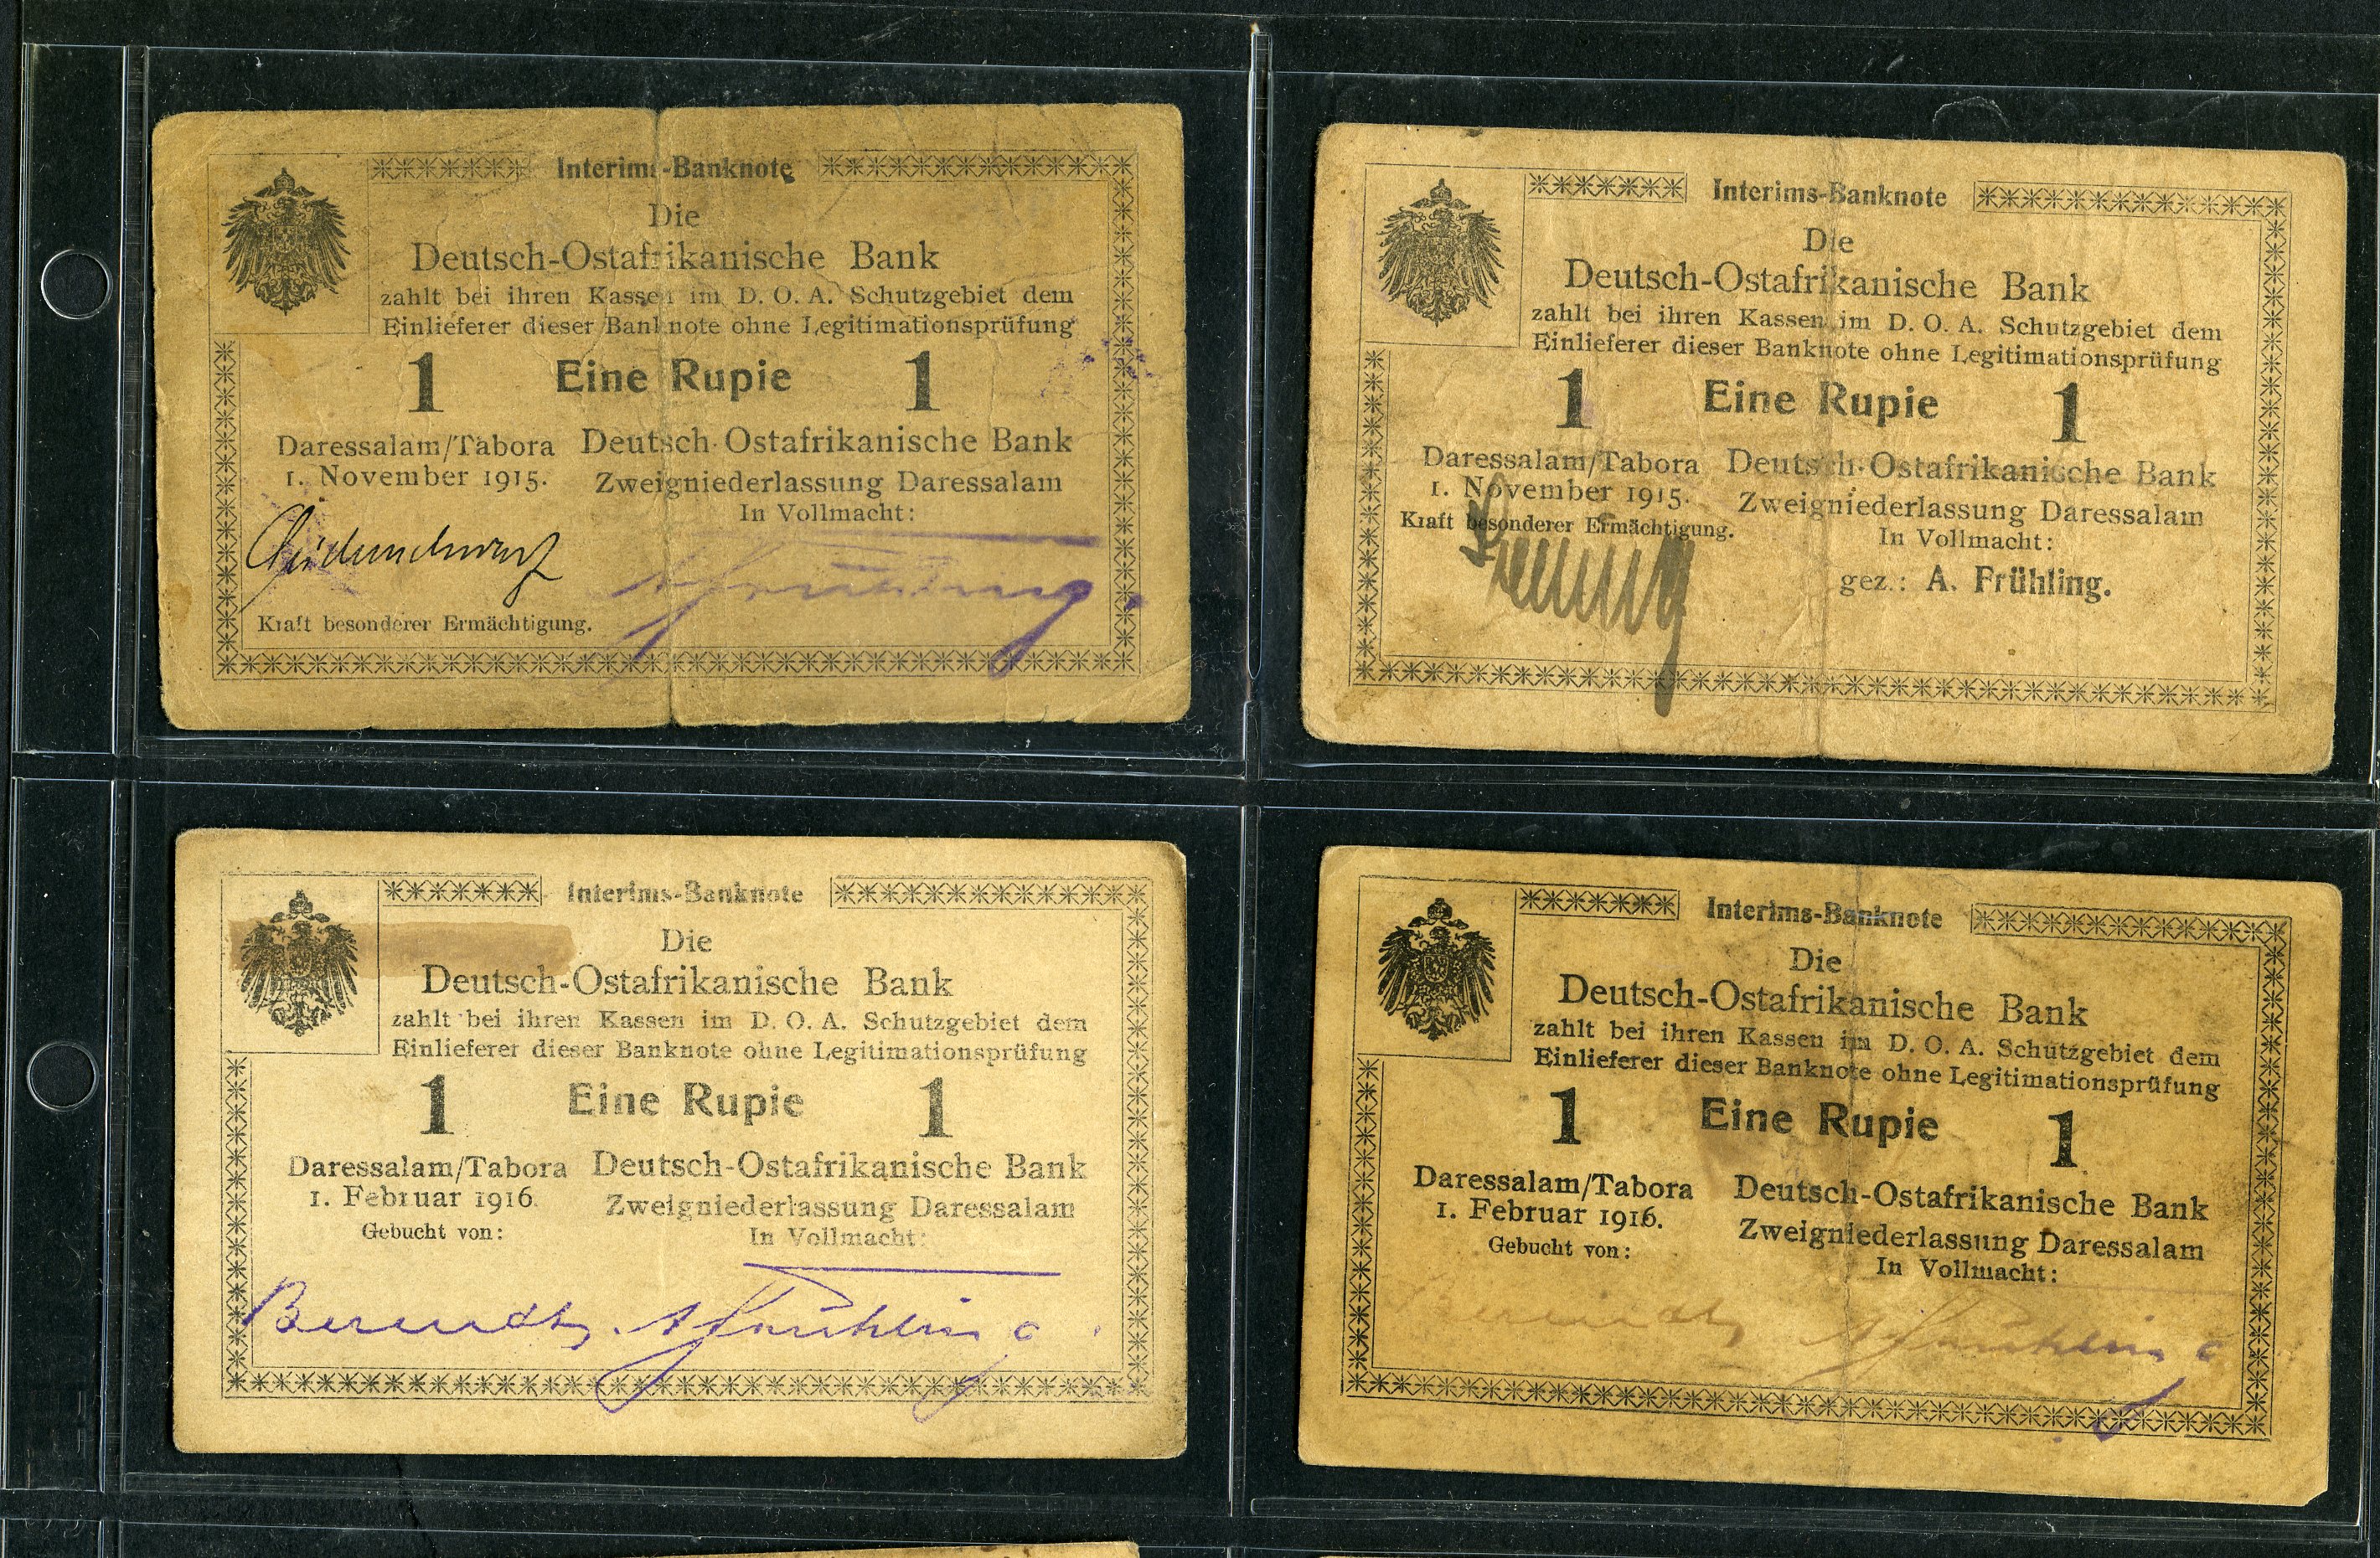 Interims-Banknote
Die
Deutsch-Ostafrikanische Bank
zahlt bei ihren Kassen im D. O. A. Schutzgebiet dem
Einlieferer dieser Banknote ohne Legitimationsprüfung
1 Eine Rupie 1
Daressalam/Tabora Deutsch-Ostafrikanische Bank
1. November 1915. Zweigniederlassung Daressalam
In Vollmacht:
A Frühling
Kraft besonderer Ermächtigung.
Interims-Banknote
Die
Deutsch-Ostafrikanische Bank
zahlt bei ihren Kassen im D. O. A. Schutzgebiet dem
Einlieferer dieser Banknote ohne Legitimationsprüfung
1 Eine Rupie 1
Daressalam/Tabora Deutsch-Ostafrikanische Bank
1. November 1915. Zweigniederlassung Daressalam
Kraft besonderer Ermächtigung. In Vollmacht:
gez.: A. Frühling.
Interims-Banknote
Die
Deutsch-Ostafrikanische Bank
zahlt bei ihren Kassen im D. O. A. Schutzgebiet dem
Einlieferer dieser Banknote ohne Legitimationsprüfung
1 Eine Rupie 1
Daressalam/Tabora Deutsch-Ostafrikanische Bank
1. Februar 1916. Zweigniederlassung Daressalam
Gebucht von: In Vollmacht:
Berendt A Frühling
Interims-Banknote
Die
Deutsch-Ostafrikanische Bank
zahlt bei ihren Kassen im D. O. A. Schutzgebiet dem
Einlieferer dieser Banknote ohne Legitimationsprüfung
1 Eine Rupie 1
Daressalam/Tabora Deutsch-Ostafrikanische Bank
1. Februar 1916. Zweigniederlassung Daressalam
Gebucht von: In Vollmacht:
Berendt A Frühling